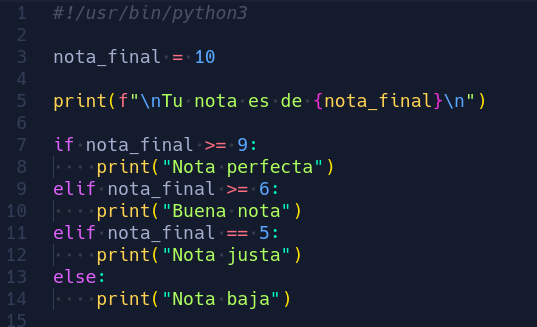 1 #!/usr/bin/python3
2
3 nota_final = 10
4
5 print(f"\nTu nota es de {nota_final}\n")
6
7 if nota_final >= 9:
8     print("Nota perfecta")
9 elif nota_final >= 6:
10     print("Buena nota")
11 elif nota_final == 5:
12     print("Nota justa")
13 else:
14     print("Nota baja")
15